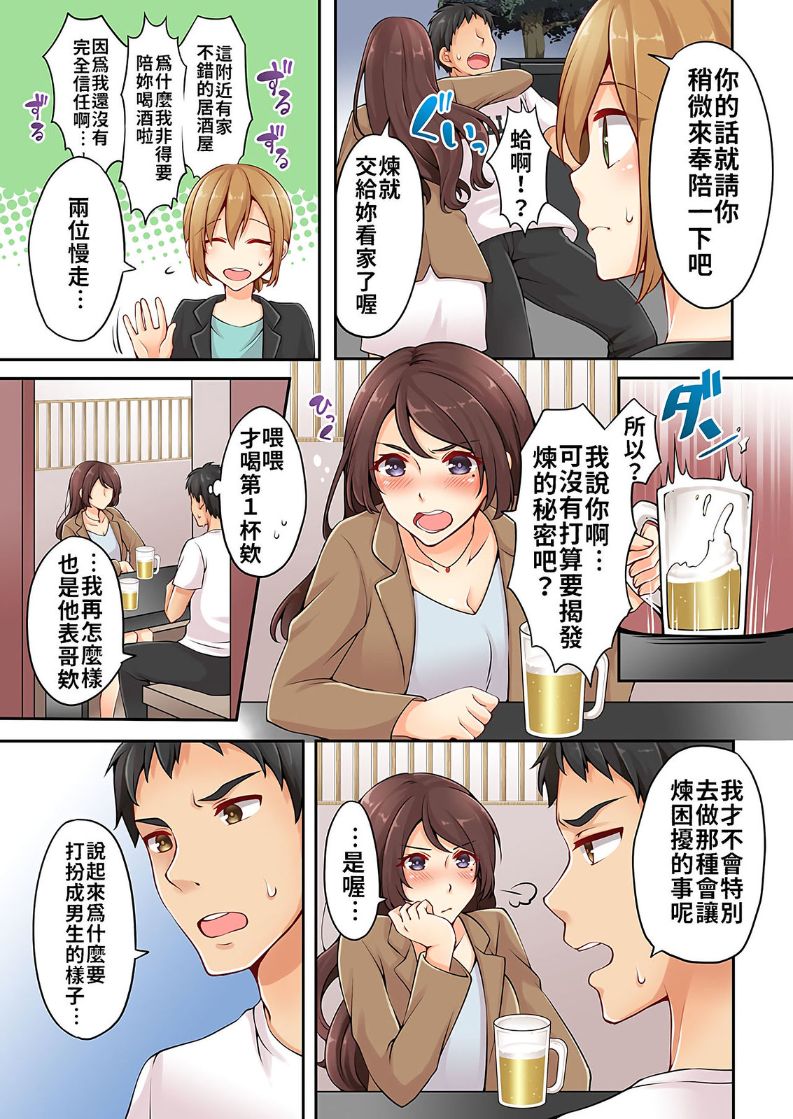 你的話就請你
稍微來奉陪一下吧
ぐいっ
蛤啊！？
煉就
交給妳看家了喔
這附近有家
不錯的居酒屋
為什麼我非得要
陪妳喝酒啦
因為我還沒有
完全信任啊…
ずるずる
ずるずる
兩位慢走…
ダンッ
所以？
我說你啊…
可沒有打算要揭發
煉的秘密吧？
ひっく
喂喂
才喝第１杯欸
…我再怎麼樣
也是他表哥欸
我才不會特別
去做那種會讓
煉困擾的事呢
…是喔…
說起來為什麼要
打扮成男生的樣子…